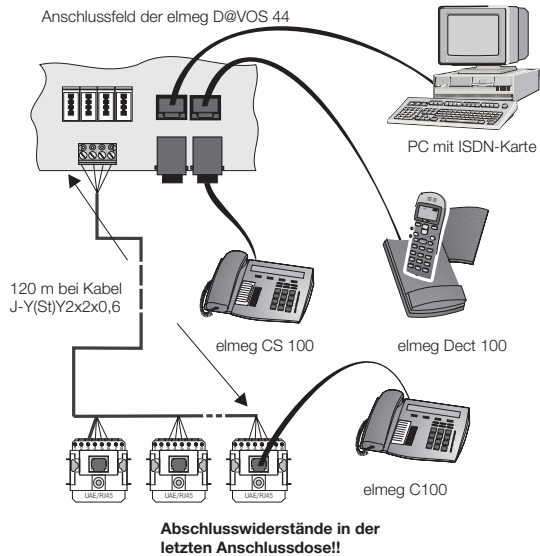 Anschlussfeld der elmeg D@VOS 44
PC mit ISDN-Karte
120 m bei Kabel
J-Y(St)Y2x2x0,6
elmeg CS 100
elmeg Dect 100
UAE/RJ45
UAE/RJ45
UAE/RJ45
elmeg C100
Abschlusswiderstände in der
letzten Anschlussdose!!